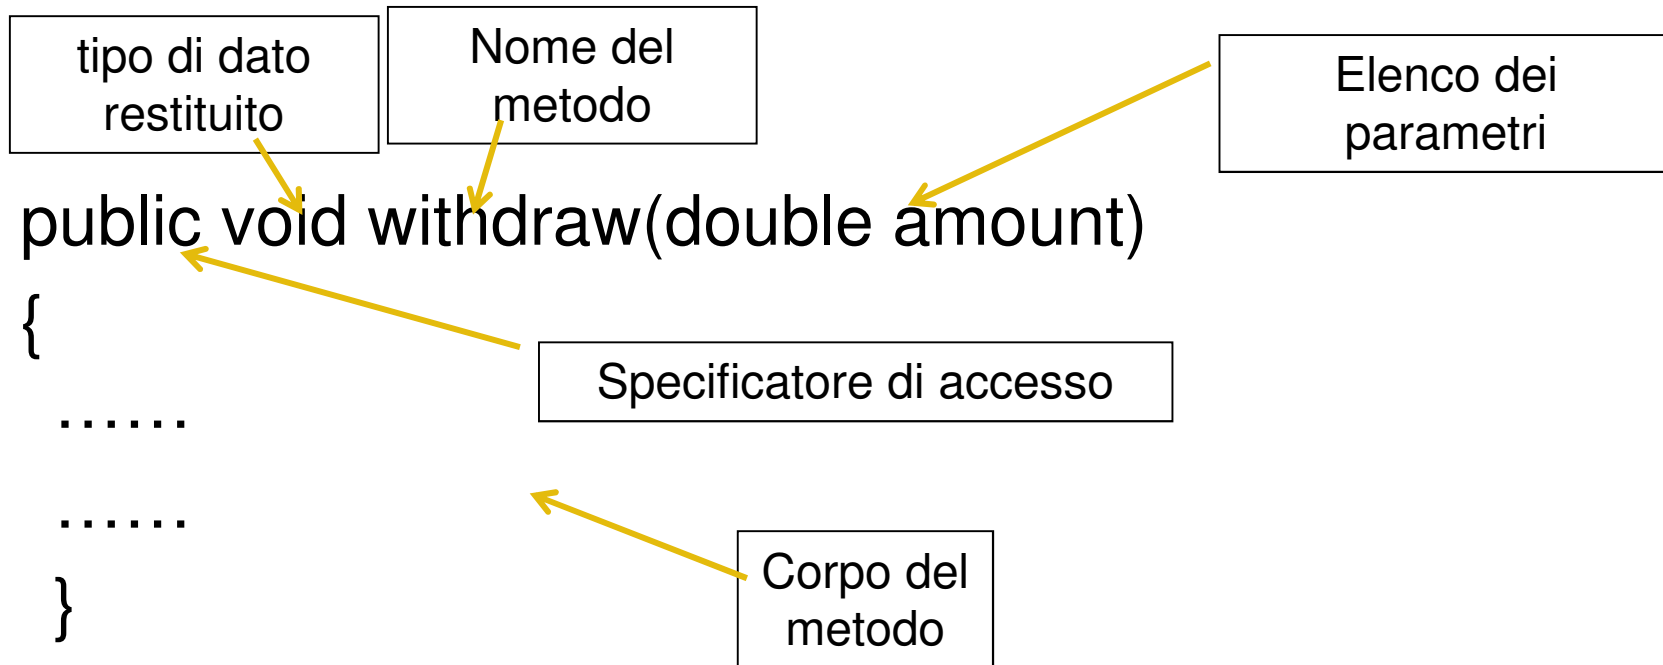 tipo di dato
restituito
Nome del
metodo
Elenco dei
parametri
public void withdraw(double amount)
{
Specificatore di accesso
......
......
Corpo del
metodo
}